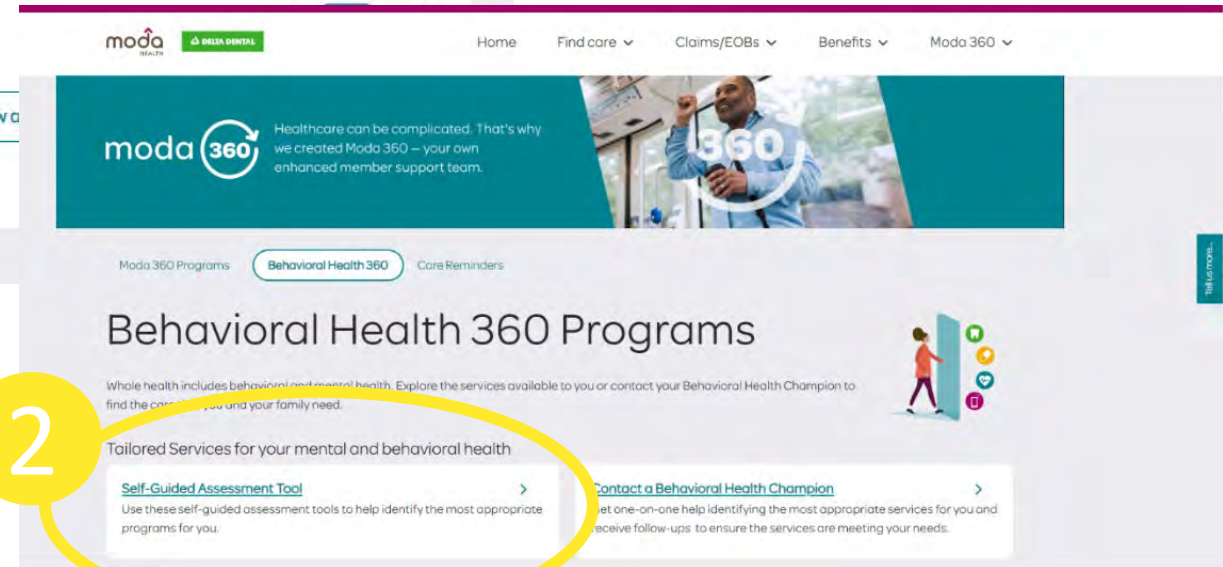 moda
HEALTH
DELTA DENTAL
Home Find care Claims/EOBs Benefits Moda 360
moda 360
Healthcare can be complicated. That's why
we created Moda 360 – your own
enhanced member support team.
360
Tell us more...
Moda 360 Programs Behavioral Health 360 Care Reminders
Behavioral Health 360 Programs
Whole health includes behavioral and mental health. Explore the services available to you or contact your Behavioral Health Champion to
find the care you and your family need.
2
Tailored Services for your mental and behavioral health
Self-Guided Assessment Tool
Use these self-guided assessment tools to help identify the most appropriate
programs for you.
Contact a Behavioral Health Champion
et one-on-one help identifying the most appropriate services for you and
receive follow-ups to ensure the services are meeting your needs.